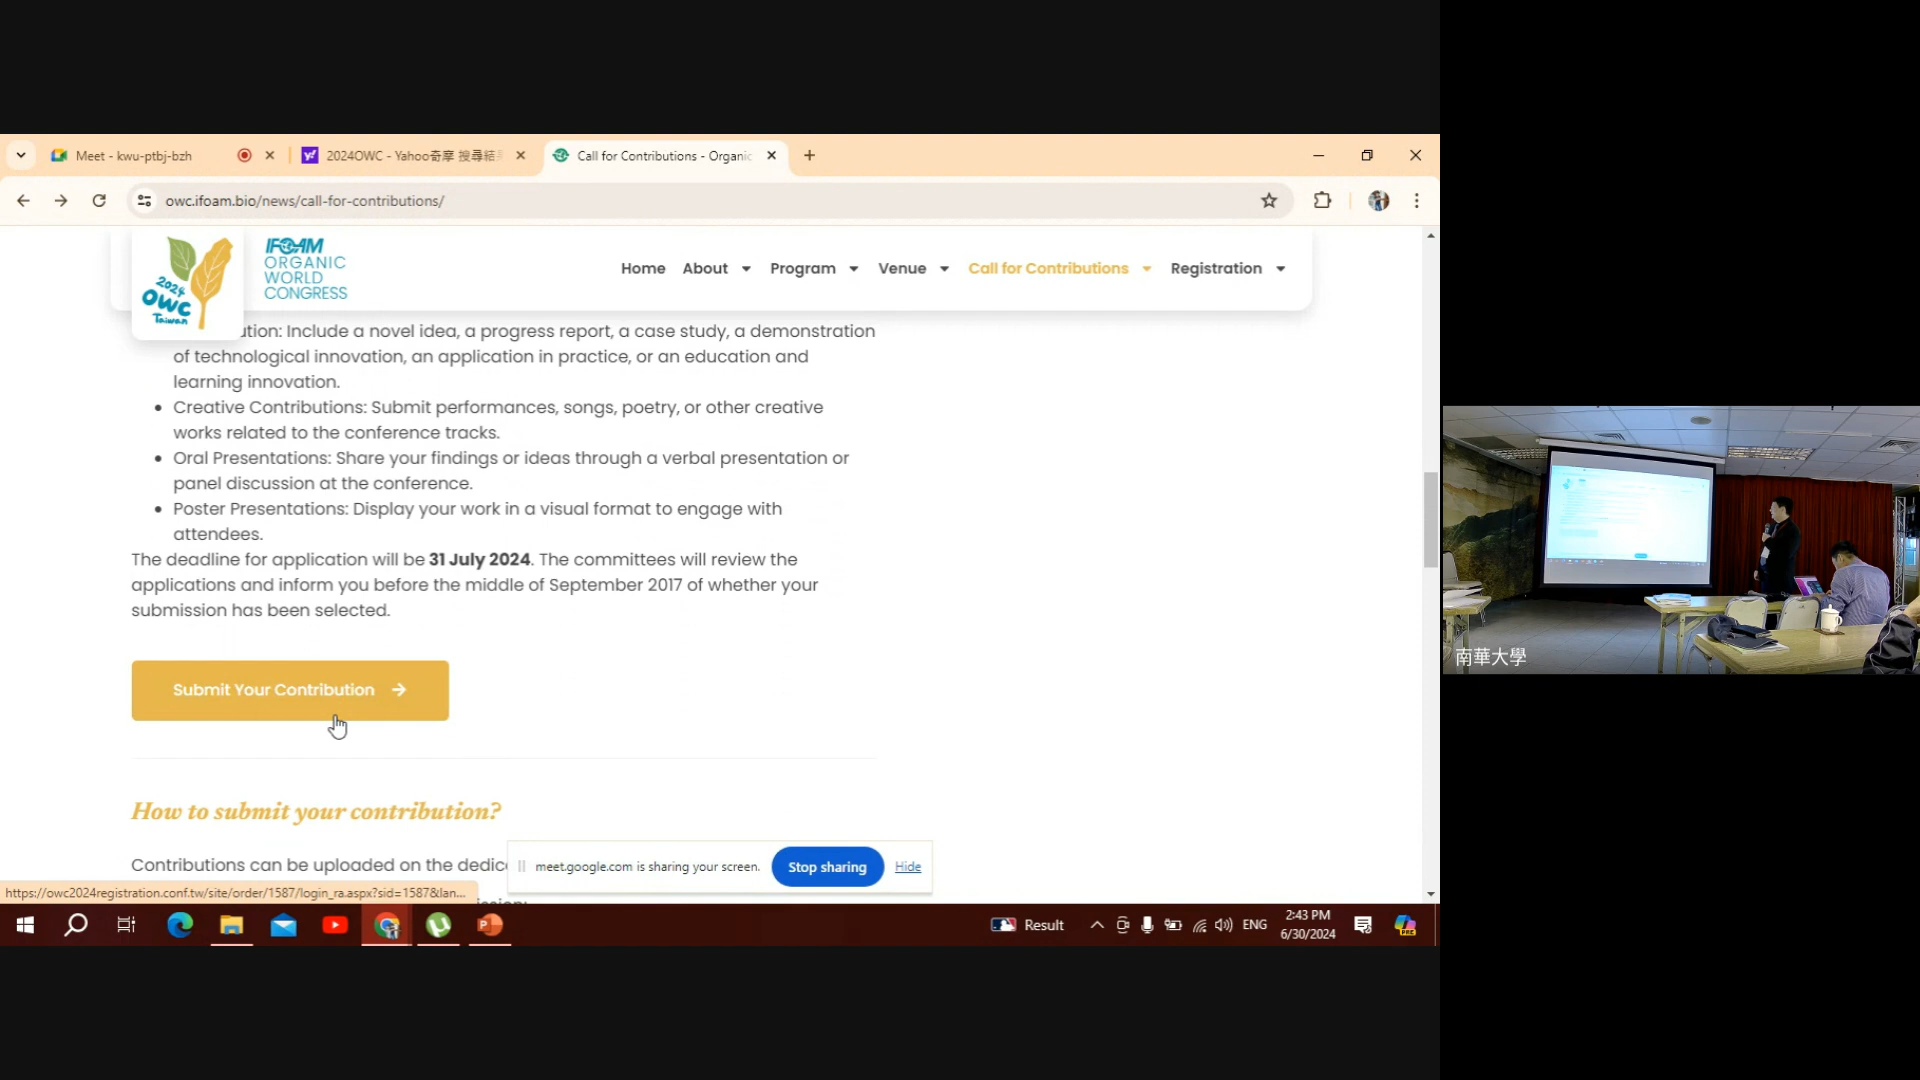 Meet - kwu-ptbj-bzh
2024OWC - Yahoo奇摩 搜尋結
Call for Contributions - Organic
owc.ifoam.bio/news/call-for-contributions/
2024
OWC
Taiwan
IFOAM
ORGANIC
WORLD
CONGRESS
Home About Program Venue Call for Contributions Registration
ution: Include a novel idea, a progress report, a case study, a demonstration
of technological innovation, an application in practice, or an education and
learning innovation.
• Creative Contributions: Submit performances, songs, poetry, or other creative
works related to the conference tracks.
• Oral Presentations: Share your findings or ideas through a verbal presentation or
panel discussion at the conference.
• Poster Presentations: Display your work in a visual format to engage with
attendees.
The deadline for application will be 31 July 2024. The committees will review the
applications and inform you before the middle of September 2017 of whether your
submission has been selected.
Submit Your Contribution →
How to submit your contribution?
Contributions can be uploaded on the dedic
meet.google.com is sharing your screen. Stop sharing Hide
https://owc2024registration.conf.tw/site/order/1587/login_ra.aspx?sid=1587&lan...
Result
ENG
2:43 PM
6/30/2024
南華大學